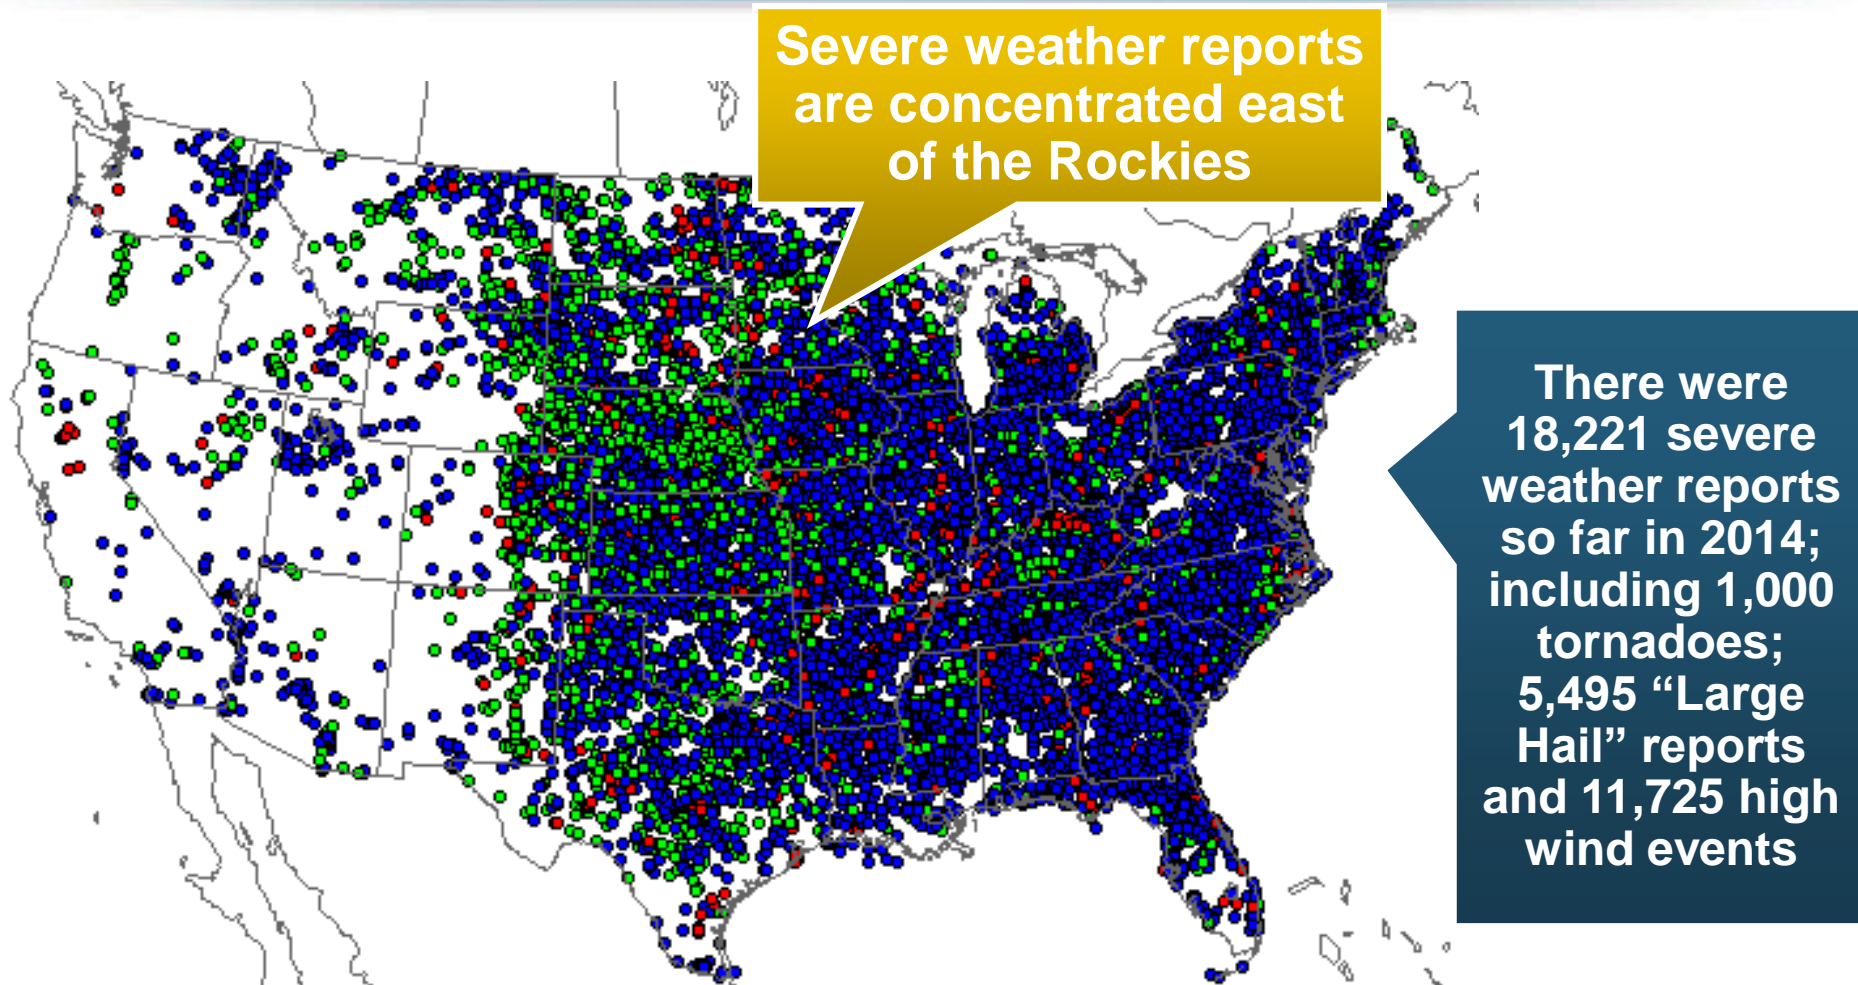 Severe weather reports
are concentrated east
of the Rockies
There were
18,221 severe
weather reports
so far in 2014;
including 1,000
tornadoes;
5,495 “Large
Hail” reports
and 11,725 high
wind events